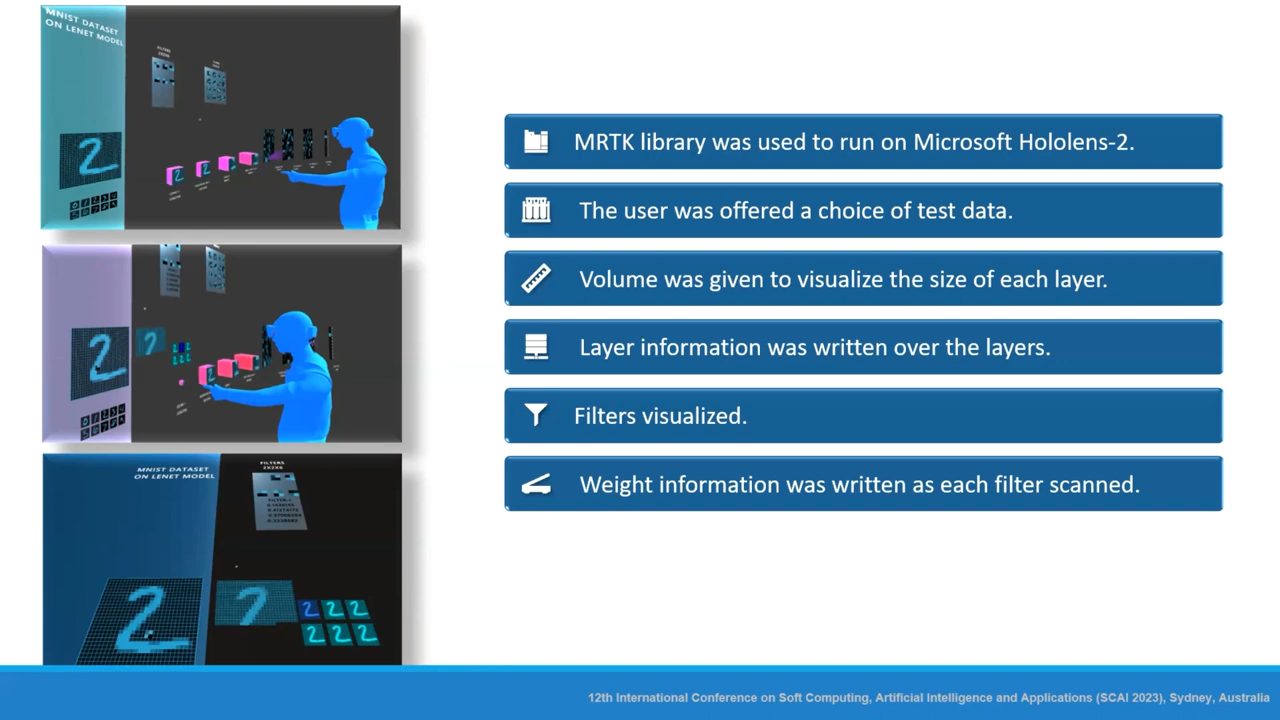 MNIST DATASET
ON LENET MODEL
FILTERS
2X2X6
MNIST DATASET
ON LENET MODEL
FILTERS
2X2X6
MRTK library was used to run on Microsoft Hololens-2.
The user was offered a choice of test data.
Volume was given to visualize the size of each layer.
Layer information was written over the layers.
Filters visualized.
Weight information was written as each filter scanned.
12th International Conference on Soft Computing, Artificial Intelligence and Applications (SCAI 2023), Sydney, Australia